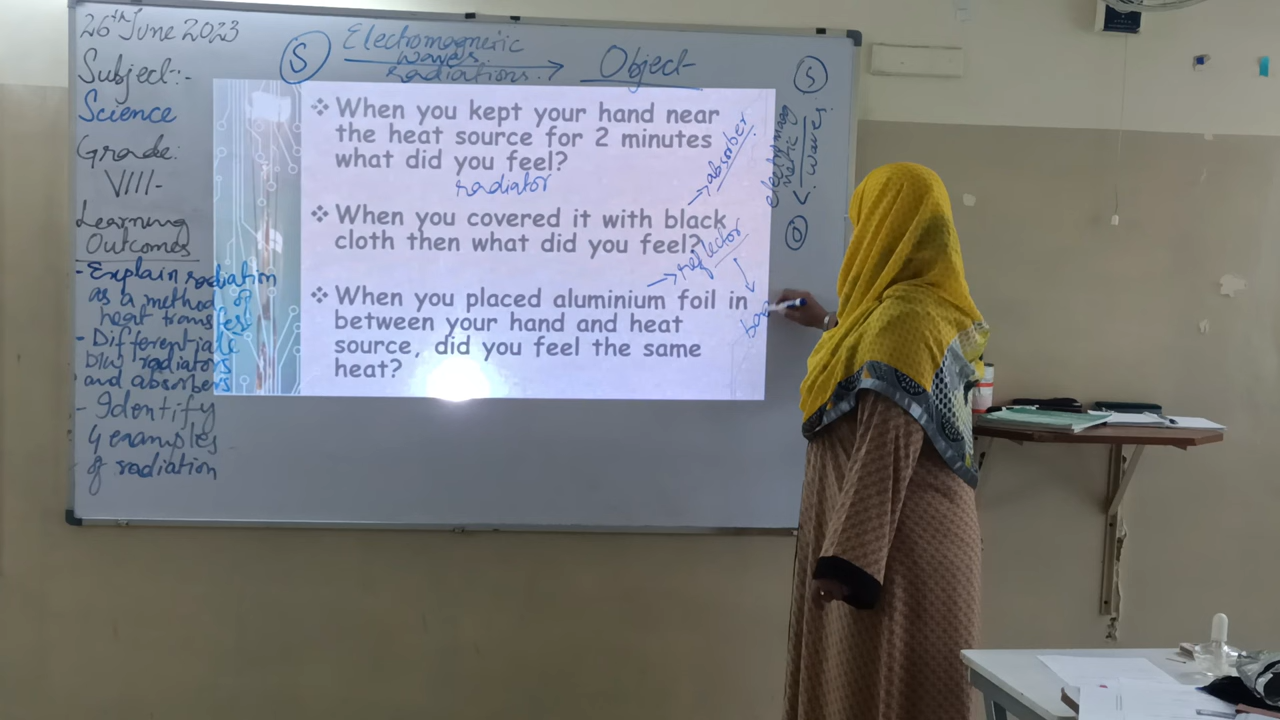 26th June 2023
Subject:-
Science
Grade:
VIII-
Learning
Outcomes
- Explain radiation
as a method of
heat transfer
- Differentiate
b/w radiators
and absorbers
- Identify
4 examples
of radiation
S Electromagneric
waves
radiations.
Object
❖ When you kept your hand near
the heat source for 2 minutes
what did you feel?
radiator
→ absorber
❖ When you covered it with black
cloth then what did you feel?
→ reflector
❖ When you placed aluminium foil in
between your hand and heat
source, did you feel the same
heat?
S
waves
O